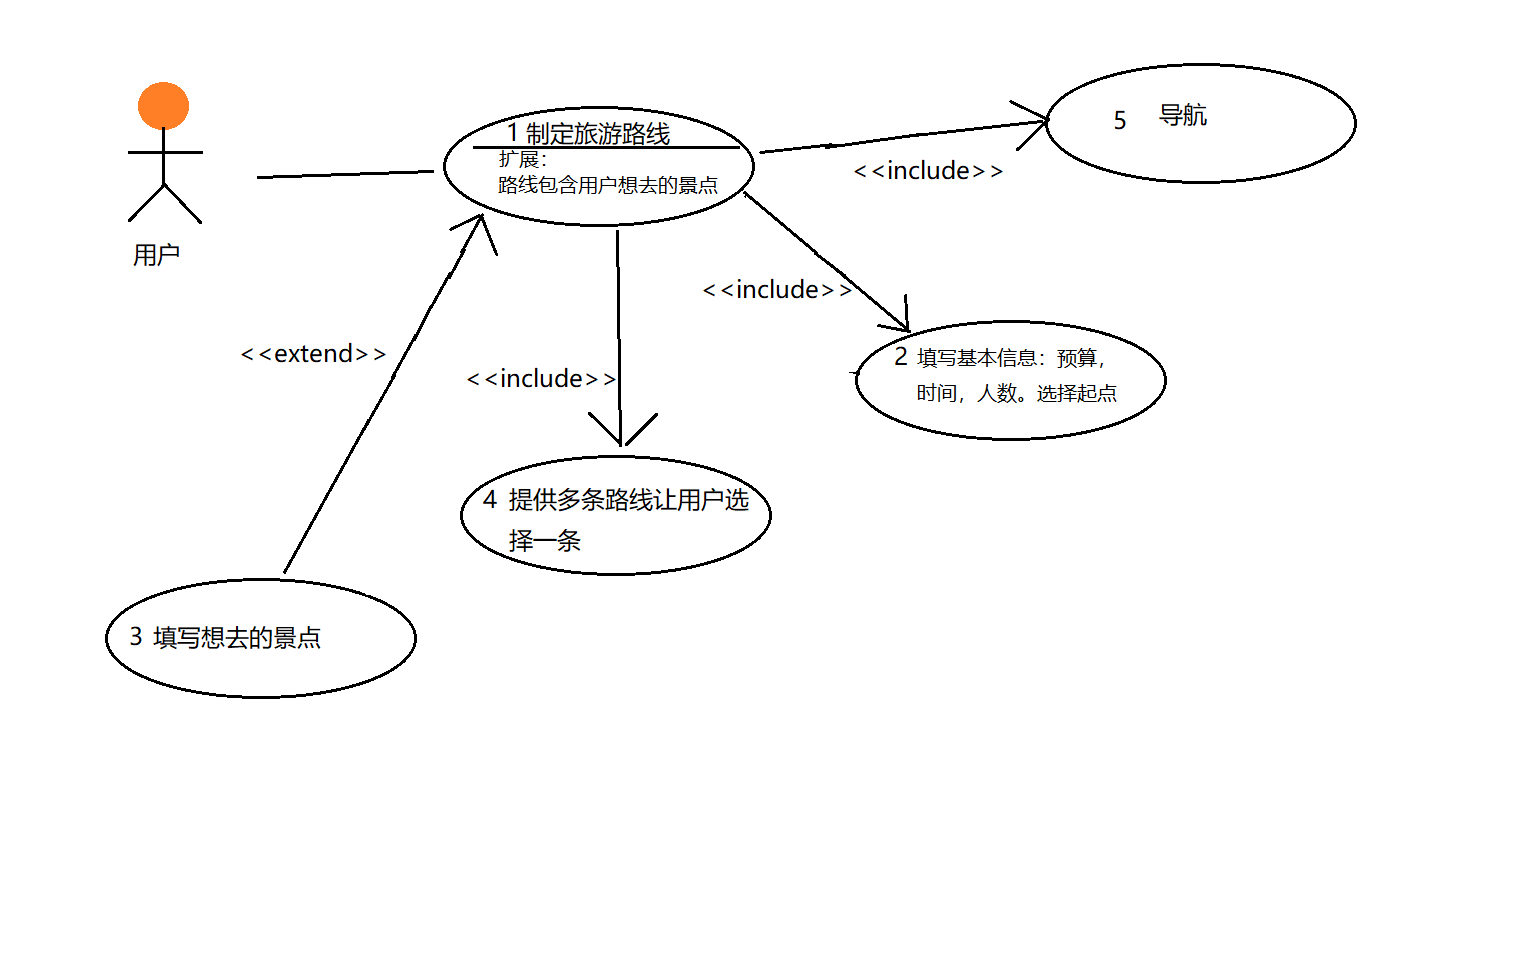 用户
1 制定旅游路线
扩展：
路线包含用户想去的景点
5 导航
<<include>>
<<include>>
<<extend>>
<<include>>
2 填写基本信息：预算，
时间，人数。选择起点
4 提供多条路线让用户选
择一条
3 填写想去的景点